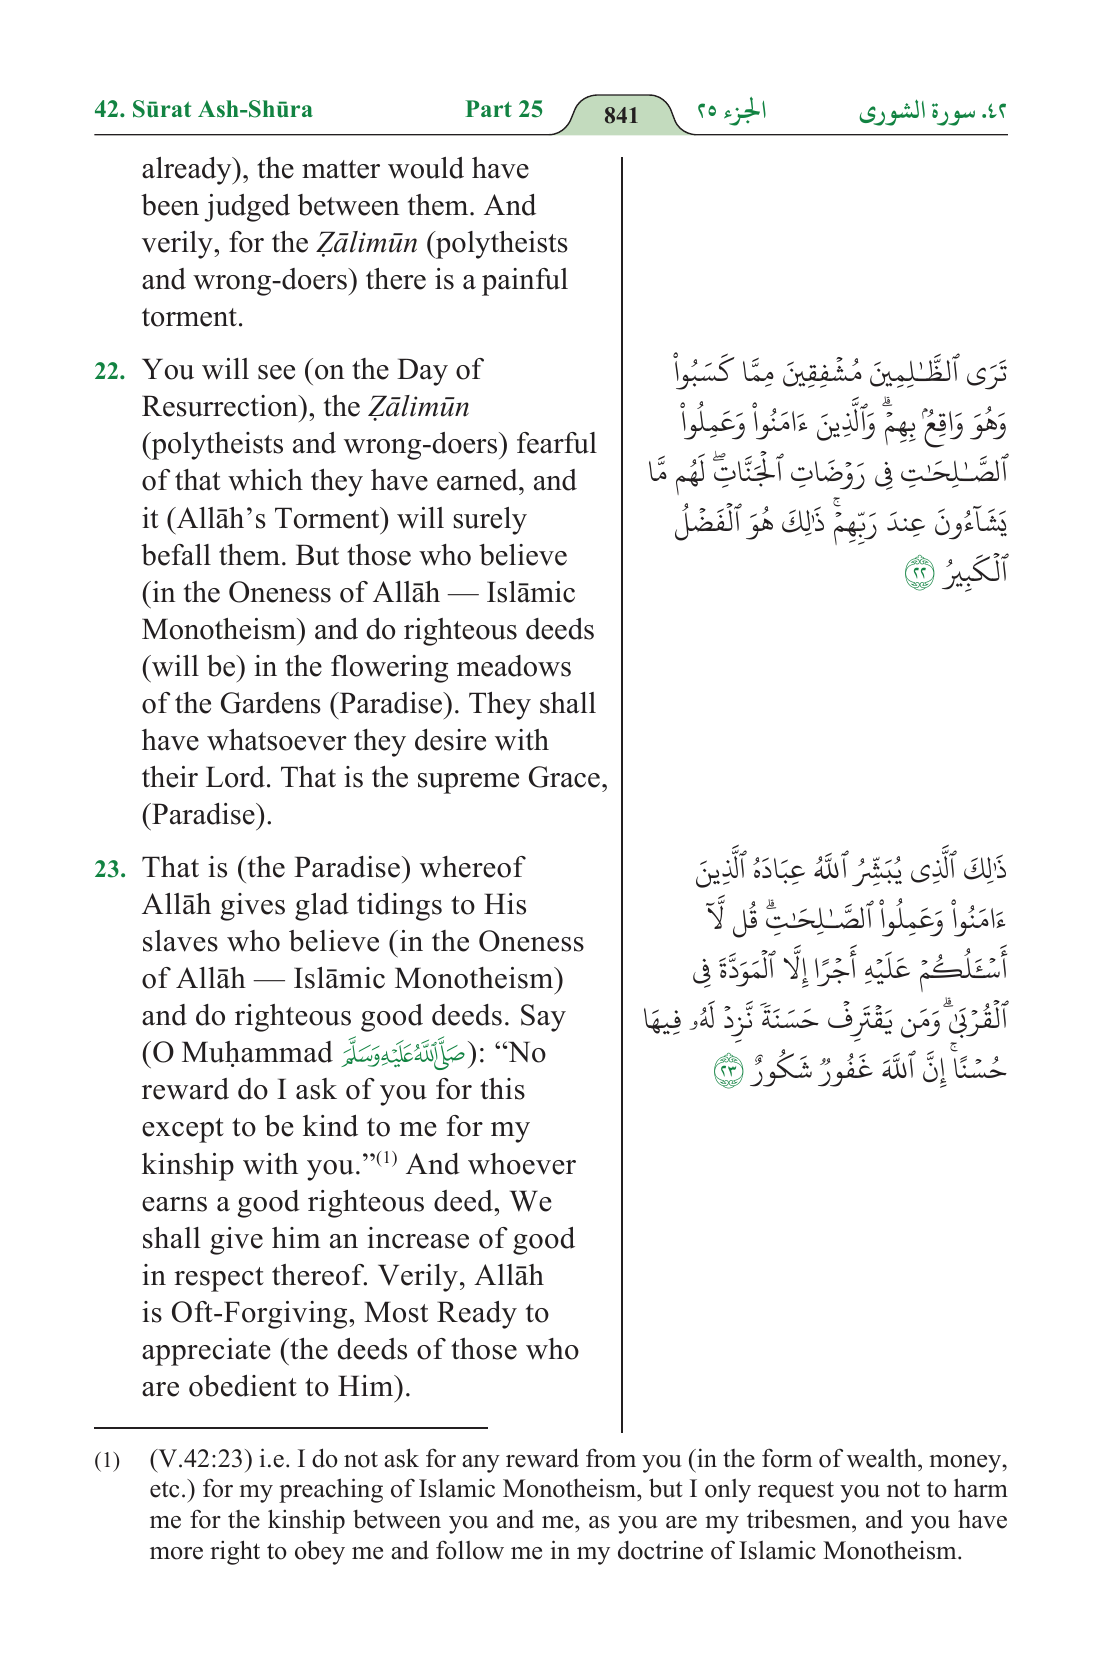 42. Sūrat Ash-Shūra
Part 25
841
الجزء ٢٥
٤٢. سورة الشورى
already), the matter would have
been judged between them. And
verily, for the Ẓālimūn (polytheists
and wrong-doers) there is a painful
torment.
22. You will see (on the Day of
Resurrection), the Ẓālimūn
(polytheists and wrong-doers) fearful
of that which they have earned, and
it (Allāh’s Torment) will surely
befall them. But those who believe
(in the Oneness of Allāh — Islāmic
Monotheism) and do righteous deeds
(will be) in the flowering meadows
of the Gardens (Paradise). They shall
have whatsoever they desire with
their Lord. That is the supreme Grace,
(Paradise).
تَرَى ٱلظَّـٰلِمِينَ مُشْفِقِينَ مِمَّا كَسَبُوا۟
وَهُوَ وَاقِعٌۢ بِهِمْ ۗ وَٱلَّذِينَ ءَامَنُوا۟ وَعَمِلُوا۟
ٱلصَّـٰلِحَـٰتِ فِى رَوْضَاتِ ٱلْجَنَّاتِ ۖ لَهُم مَّا
يَشَآءُونَ عِندَ رَبِّهِمْ ۚ ذَٰلِكَ هُوَ ٱلْفَضْلُ
ٱلْكَبِيرُ ٢٢
23. That is (the Paradise) whereof
Allāh gives glad tidings to His
slaves who believe (in the Oneness
of Allāh — Islāmic Monotheism)
and do righteous good deeds. Say
(O Muḥammad صَلَّى ٱللَّهُ عَلَيْهِ وَسَلَّمَ): “No
reward do I ask of you for this
except to be kind to me for my
kinship with you.”(1) And whoever
earns a good righteous deed, We
shall give him an increase of good
in respect thereof. Verily, Allāh
is Oft-Forgiving, Most Ready to
appreciate (the deeds of those who
are obedient to Him).
ذَٰلِكَ ٱلَّذِى يُبَشِّرُ ٱللَّهُ عِبَادَهُ ٱلَّذِينَ
ءَامَنُوا۟ وَعَمِلُوا۟ ٱلصَّـٰلِحَـٰتِ ۗ قُل لَّآ
أَسْـَٔلُكُمْ عَلَيْهِ أَجْرًا إِلَّا ٱلْمَوَدَّةَ فِى
ٱلْقُرْبَىٰ ۗ وَمَن يَقْتَرِفْ حَسَنَةً نَّزِدْ لَهُۥ فِيهَا
حُسْنًا ۚ إِنَّ ٱللَّهَ غَفُورٌ شَكُورٌ ٢٣
(1) (V.42:23) i.e. I do not ask for any reward from you (in the form of wealth, money,
etc.) for my preaching of Islamic Monotheism, but I only request you not to harm
me for the kinship between you and me, as you are my tribesmen, and you have
more right to obey me and follow me in my doctrine of Islamic Monotheism.